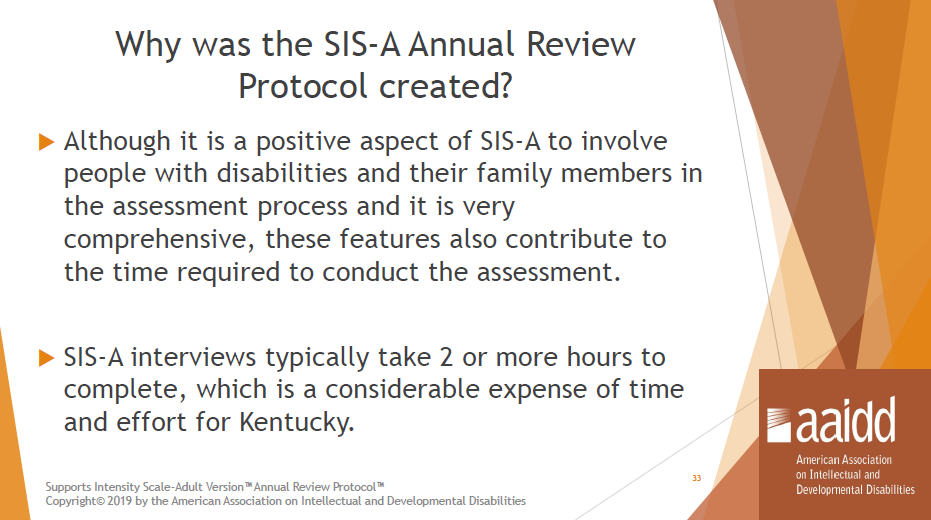 Why was the SIS-A Annual Review
Protocol created?
Although it is a positive aspect of SIS-A to involve
people with disabilities and their family members in
the assessment process and it is very
comprehensive, these features also contribute to
the time required to conduct the assessment.
SIS-A interviews typically take 2 or more hours to
complete, which is a considerable expense of time
and effort for Kentucky.
Supports Intensity Scale-Adult Version™ Annual Review Protocol™
Copyright© 2019 by the American Association on Intellectual and Developmental Disabilities
33
aaidd
American Association
on Intellectual and
Developmental Disabilities